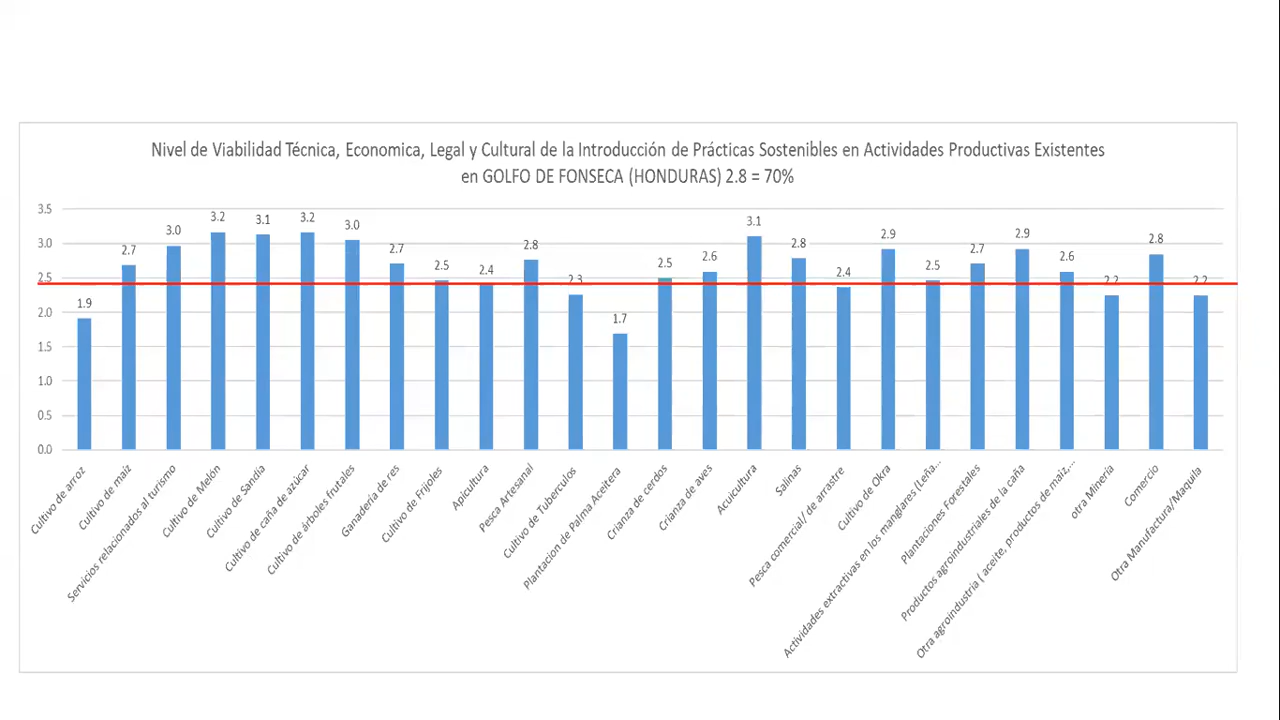 Nivel de Viabilidad Técnica, Economica, Legal y Cultural de la Introducción de Prácticas Sostenibles en Actividades Productivas Existentes
en GOLFO DE FONSECA (HONDURAS) 2.8 = 70%
3.5
3.0
2.5
2.0
1.5
1.0
0.5
0.0
1.9
2.7
3.0
3.2
3.1
3.2
3.0
2.7
2.5
2.4
2.8
2.3
1.7
2.5
2.6
3.1
2.8
2.4
2.9
2.5
2.7
2.9
2.6
2.2
2.8
2.2
Cultivo de arroz
Cultivo de maíz
Servicios relacionados al turismo
Cultivo de Melón
Cultivo de Sandía
Cultivo de caña de azúcar
Cultivo de árboles frutales
Ganadería de res
Cultivo de Frijoles
Apicultura
Pesca Artesanal
Cultivo de Tuberculos
Plantacion de Palma Aceitera
Crianza de cerdos
Crianza de aves
Acuicultura
Salinas
Pesca comercial/ de arrastre
Cultivo de Okra
Actividades extractivas en los manglares (Leña...
Plantaciones Forestales
Productos agroindustriales de la caña
Otra agroindustria ( aceite, productos de maiz,...
otra Mineria
Comercio
Otra Manufactura/Maquila